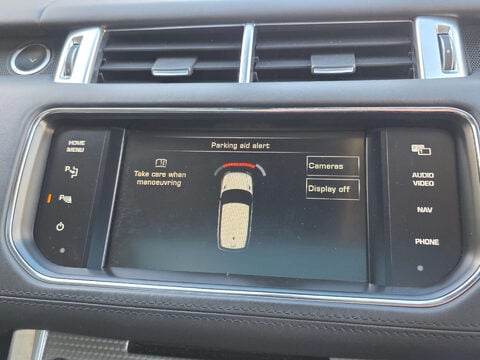 HOME
MENU
P
P
Parking aid alert
Take care when
manoeuvring
Cameras
Display off
AUDIO
VIDEO
NAV
PHONE